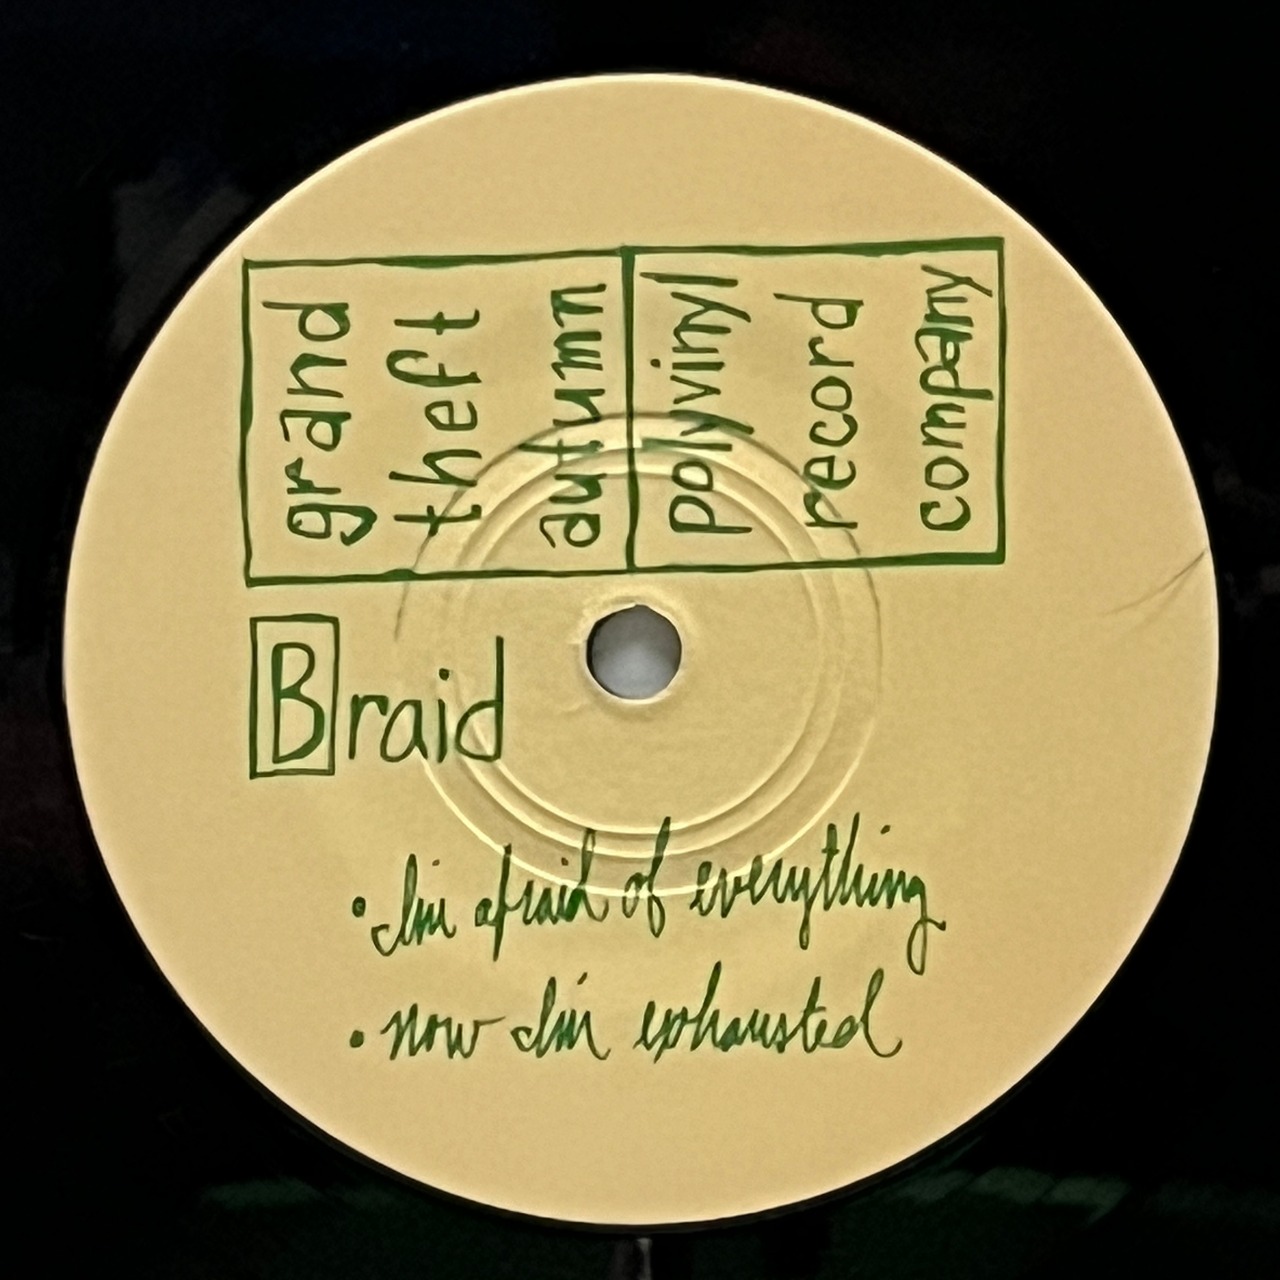 grand
theft
autumn
polyvinyl
record
company
Braid
• I'm afraid of everything
• now I'm exhausted